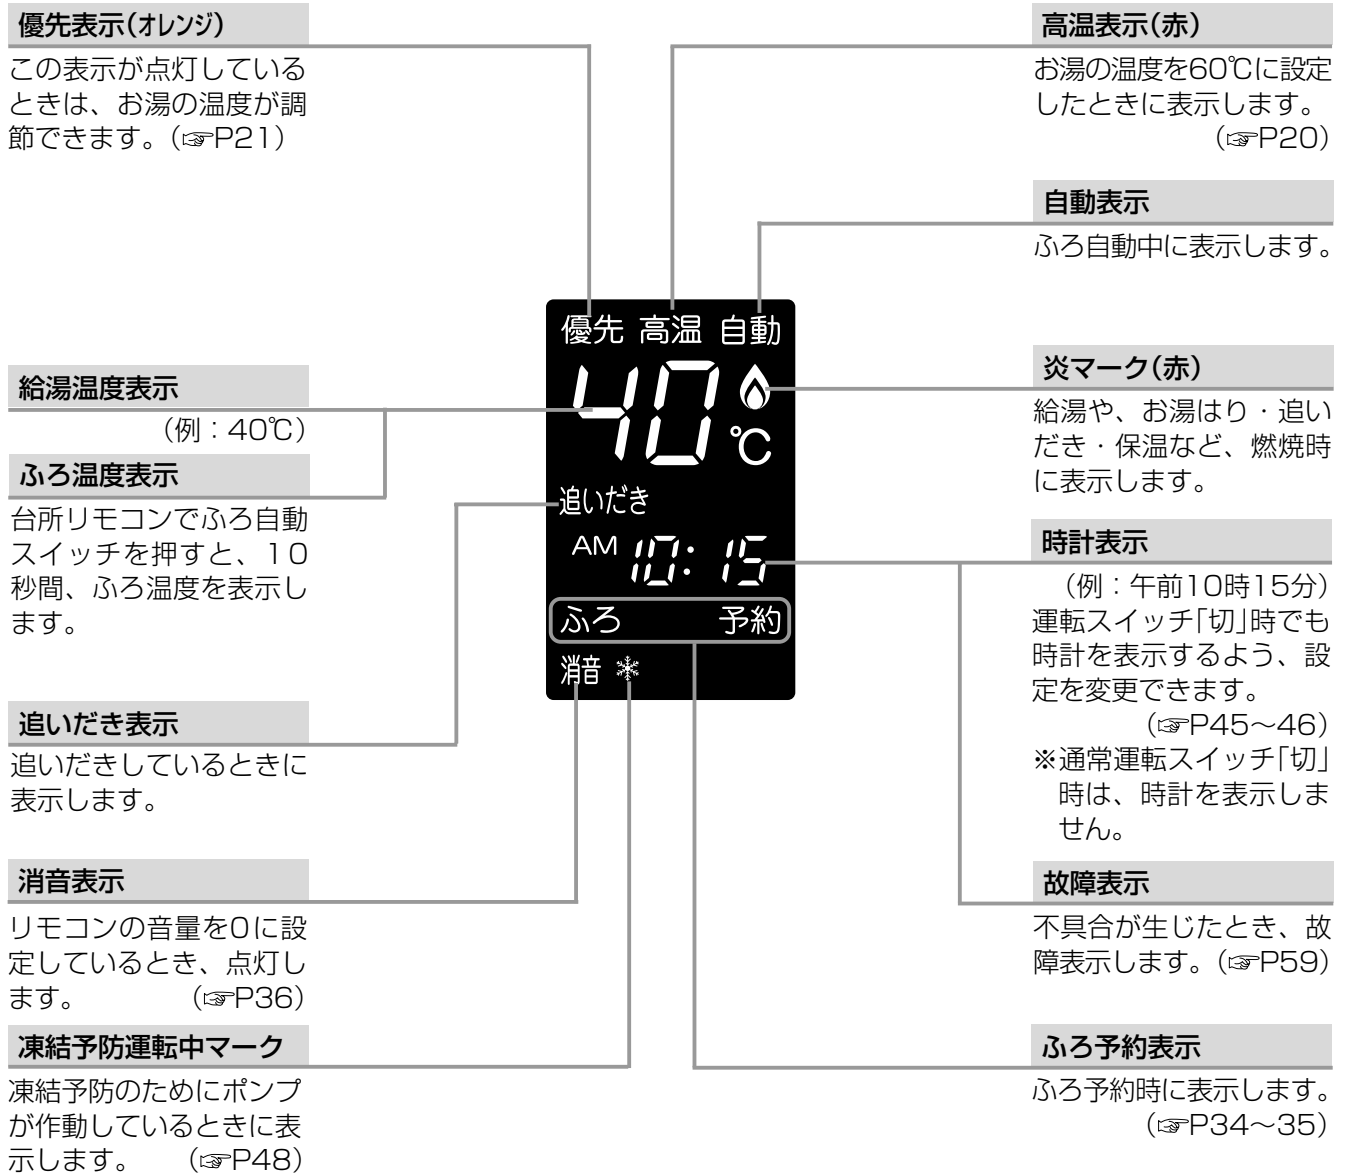 優先表示(オレンジ)
この表示が点灯している
ときは、お湯の温度が調
節できます。(☞P21)
給湯温度表示
(例：40℃)
ふろ温度表示
台所リモコンでふろ自動
スイッチを押すと、10
秒間、ふろ温度を表示し
ます。
追いだき表示
追いだきしているときに
表示します。
消音表示
リモコンの音量を0に設
定しているとき、点灯し
ます。　(☞P36)
凍結予防運転中マーク
凍結予防のためにポンプ
が作動しているときに表
示します。　(☞P48)
優先 高温 自動
40℃
追いだき
AM 10:15
ふろ 予約
消音
高温表示(赤)
お湯の温度を60℃に設定
したときに表示します。
(☞P20)
自動表示
ふろ自動中に表示します。
炎マーク(赤)
給湯や、お湯はり・追い
だき・保温など、燃焼時
に表示します。
時計表示
(例：午前10時15分)
運転スイッチ「切」時でも
時計を表示するよう、設
定を変更できます。
(☞P45～46)
※通常運転スイッチ「切」
時は、時計を表示しま
せん。
故障表示
不具合が生じたとき、故
障表示します。(☞P59)
ふろ予約表示
ふろ予約時に表示します。
(☞P34～35)